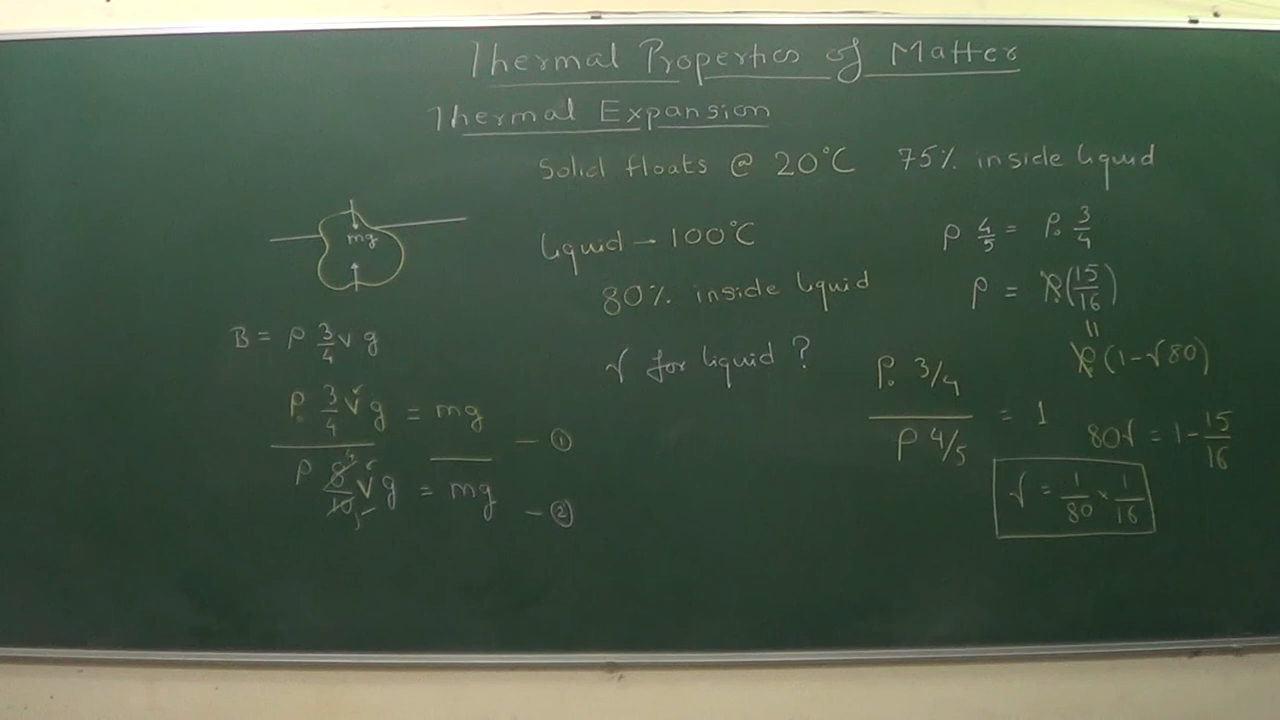 Thermal Properties of Matter
Thermal Expansion
Solid floats @ 20°C 75% inside liquid
mg
liquid - 100°C
80% inside liquid
γ for liquid ?
B = ρ 3/4 v g
ρ₀ 3/4 v g = mg - ①
ρ 8/10 v g = mg - ②
4
5
ρ 4/5 = ρ₀ 3/4
ρ = ρ₀ (15/16)
||
ρ₀ (1-γ80)
ρ₀ 3/4 / ρ 4/5 = 1
80γ = 1 - 15/16
γ = 1/80 × 1/16